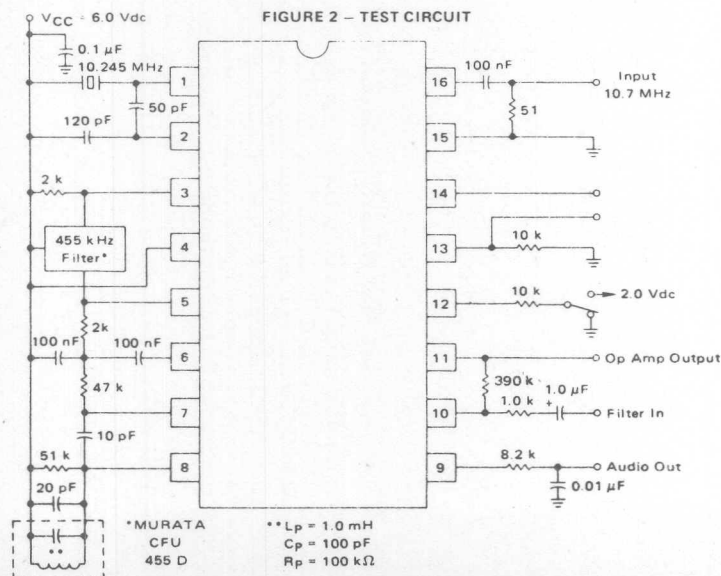 FIGURE 2 – TEST CIRCUIT
VCC = 6.0 Vdc
0.1 µF
10.245 MHz
50 pF
120 pF
2 k
455 kHz
Filter*
2k
100 nF
100 nF
47 k
10 pF
51 k
20 pF
**
1
2
3
4
5
6
7
8
16
15
14
13
12
11
10
9
100 nF
Input
10.7 MHz
51
10 k
10 k
2.0 Vdc
Op Amp Output
390 k
1.0 µF
+
1.0 k
Filter In
8.2 k
Audio Out
0.01 µF
*MURATA
CFU
455 D
**LP = 1.0 mH
CP = 100 pF
RP = 100 kΩ